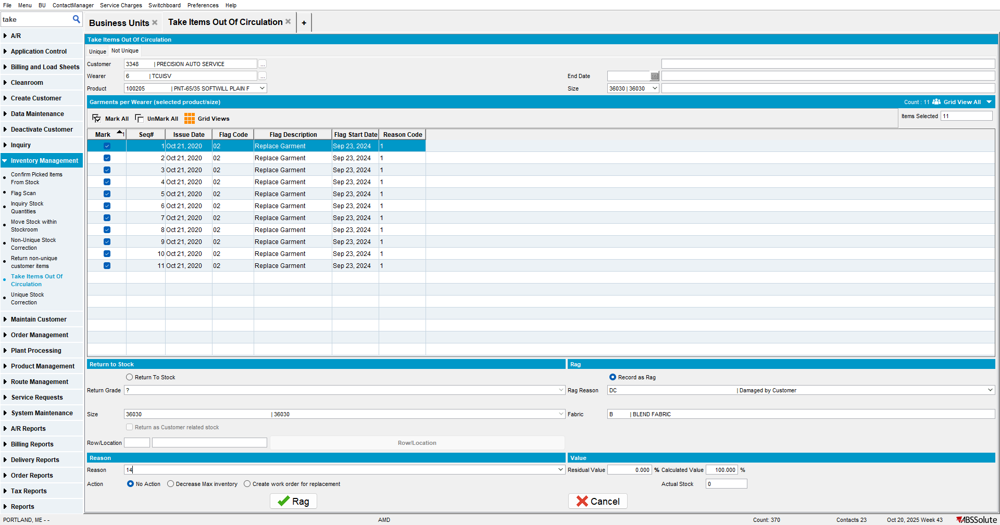 File Menu BU ContactManager Service Charges Switchboard Preferences Help
take
Business Units Take Items Out Of Circulation +
A/R
Application Control
Billing and Load Sheets
Cleanroom
Create Customer
Data Maintenance
Deactivate Customer
Inquiry
Inventory Management
Confirm Picked Items
From Stock
Flag Scan
Inquiry Stock
Quantities
Move Stock within
Stockroom
Non-Unique Stock
Correction
Return non-unique
customer items
Take Items Out Of
Circulation
Unique Stock
Correction
Maintain Customer
Order Management
Plant Processing
Product Management
Route Management
Service Requests
System Maintenance
A/R Reports
Billing Reports
Delivery Reports
Order Reports
Tax Reports
Reports
Take Items Out Of Circulation
Unique Not Unique
Customer 3348 | PRECISION AUTO SERVICE ...
Wearer 6 | TCUISV ... End Date 16
Product 100205 | PNT-65/35 SOFTWILL PLAIN F Size 36030 | 36030
Garments per Wearer (selected product/size) Count : 11 Grid View All
Mark All UnMark All Grid Views Items Selected 11
Mark 1 Seq# Issue Date Flag Code Flag Description Flag Start Date Reason Code
1 Oct 21, 2020 02 Replace Garment Sep 23, 2024 1
2 Oct 21, 2020 02 Replace Garment Sep 23, 2024 1
3 Oct 21, 2020 02 Replace Garment Sep 23, 2024 1
4 Oct 21, 2020 02 Replace Garment Sep 23, 2024 1
5 Oct 21, 2020 02 Replace Garment Sep 23, 2024 1
6 Oct 21, 2020 02 Replace Garment Sep 23, 2024 1
7 Oct 21, 2020 02 Replace Garment Sep 23, 2024 1
8 Oct 21, 2020 02 Replace Garment Sep 23, 2024 1
9 Oct 21, 2020 02 Replace Garment Sep 23, 2024 1
10 Oct 21, 2020 02 Replace Garment Sep 23, 2024 1
11 Oct 21, 2020 02 Replace Garment Sep 23, 2024 1
Return to Stock Rag
Return To Stock Record as Rag
Return Grade ? Rag Reason DC | Damaged by Customer
Size 36030 | 36030 Fabric B | BLEND FABRIC
Return as Customer related stock
Row/Location Row/Location
Reason Value
Reason 14 Residual Value 0.000 % Calculated Value 100.000 %
Action No Action Decrease Max inventory Create work order for replacement Actual Stock 0
Rag Cancel
PORTLAND, ME - - AMD Count: 370 Contacts 23 Oct 20, 2025 Week 43 ABSSolute